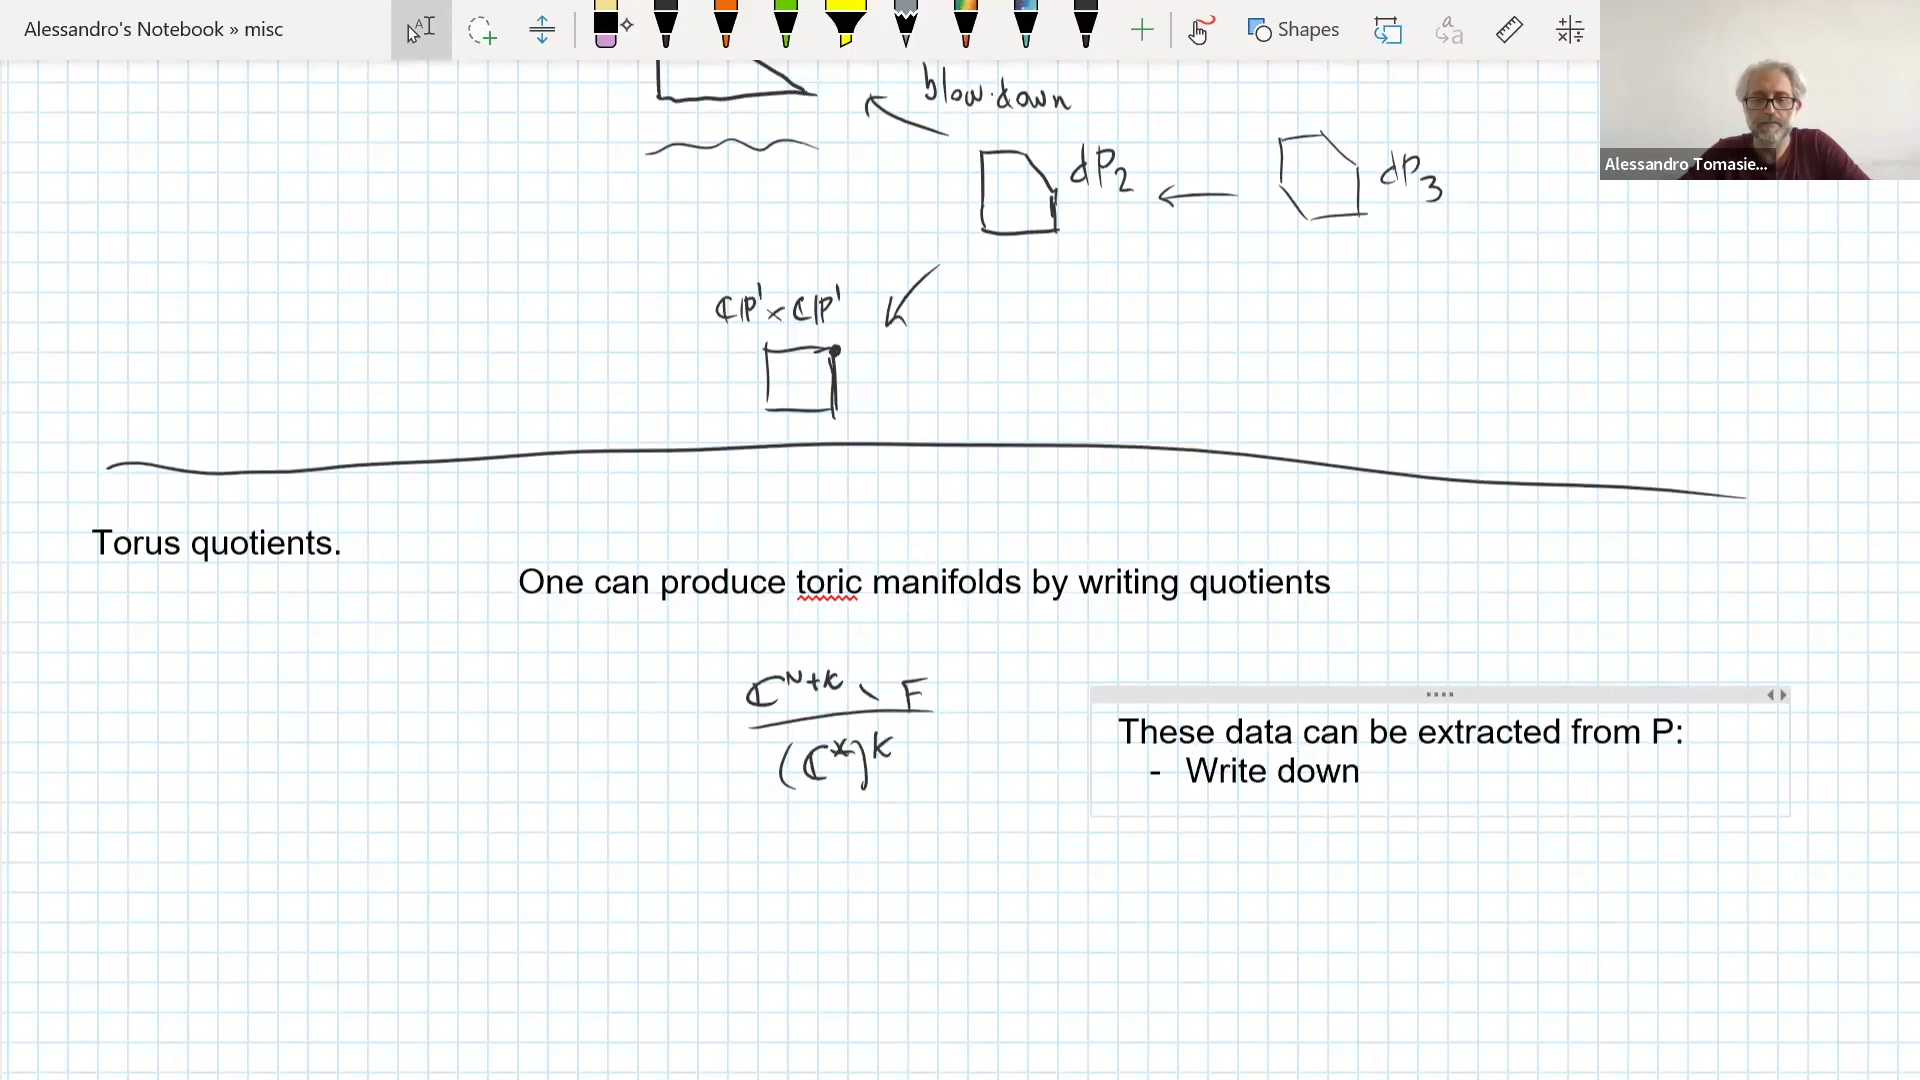 Alessandro's Notebook » misc
Shapes
Alessandro Tomasie...
blow-down
dP₂
dP₃
ℂℙ¹×ℂℙ¹
Torus quotients.
One can produce toric manifolds by writing quotients
ℂᴺ⁺ᴷ \ F
(ℂ*)ᴷ
These data can be extracted from P:
- Write down